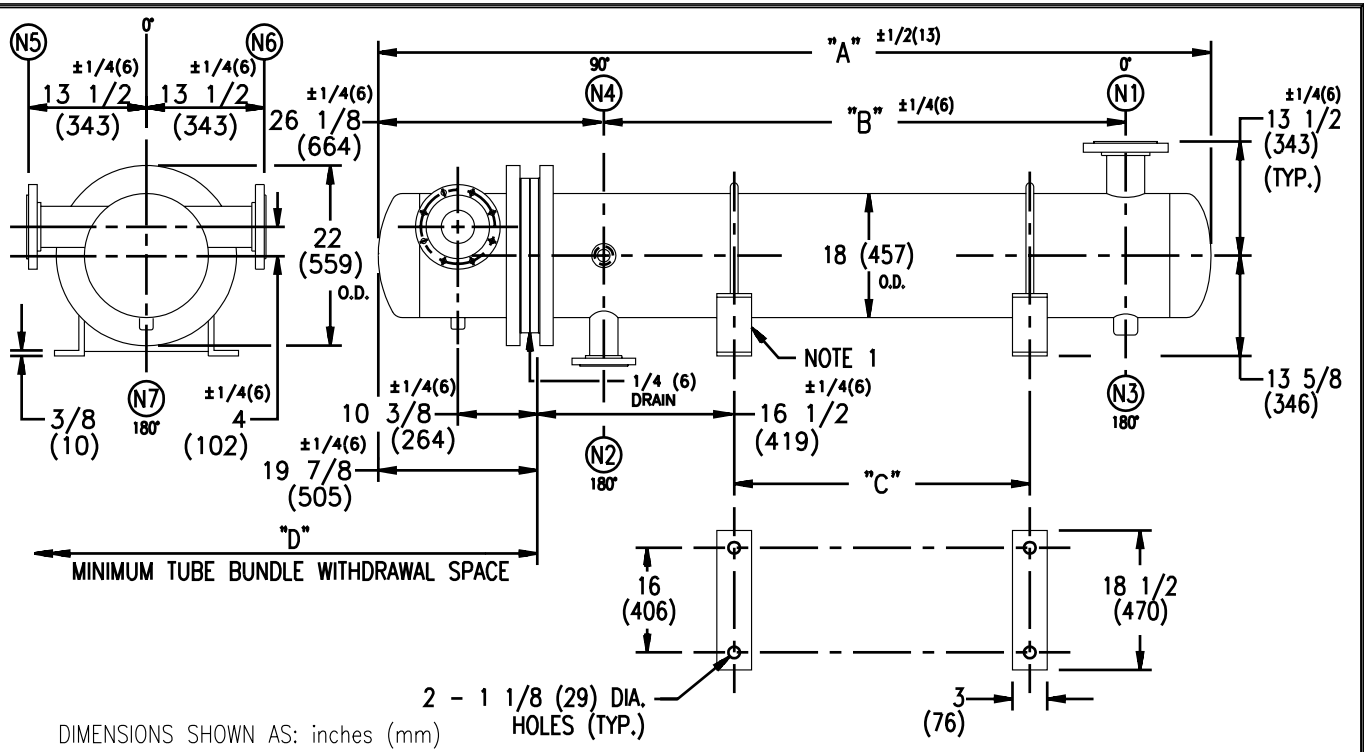 N5
0°
N6
±1/4(6)
±1/4(6)
13 1/2
(343)
13 1/2
(343)
±1/4(6)
26 1/8
(664)
"A" ±1/2(13)
90°
N4
"B" ±1/4(6)
0°
N1
±1/4(6)
13 1/2
(343)
(TYP.)
22
(559)
O.D.
18 (457)
O.D.
NOTE 1
3/8
(10)
N7
180°
±1/4(6)
4
(102)
±1/4(6)
10 3/8
(264)
±1/4(6)
19 7/8
(505)
1/4 (6)
DRAIN
±1/4(6)
16 1/2
(419)
N2
180°
N3
180°
13 5/8
(346)
"C"
"D"
MINIMUM TUBE BUNDLE WITHDRAWAL SPACE
16
(406)
18 1/2
(470)
2 - 1 1/8 (29) DIA.
HOLES (TYP.)
3
(76)
DIMENSIONS SHOWN AS: inches (mm)